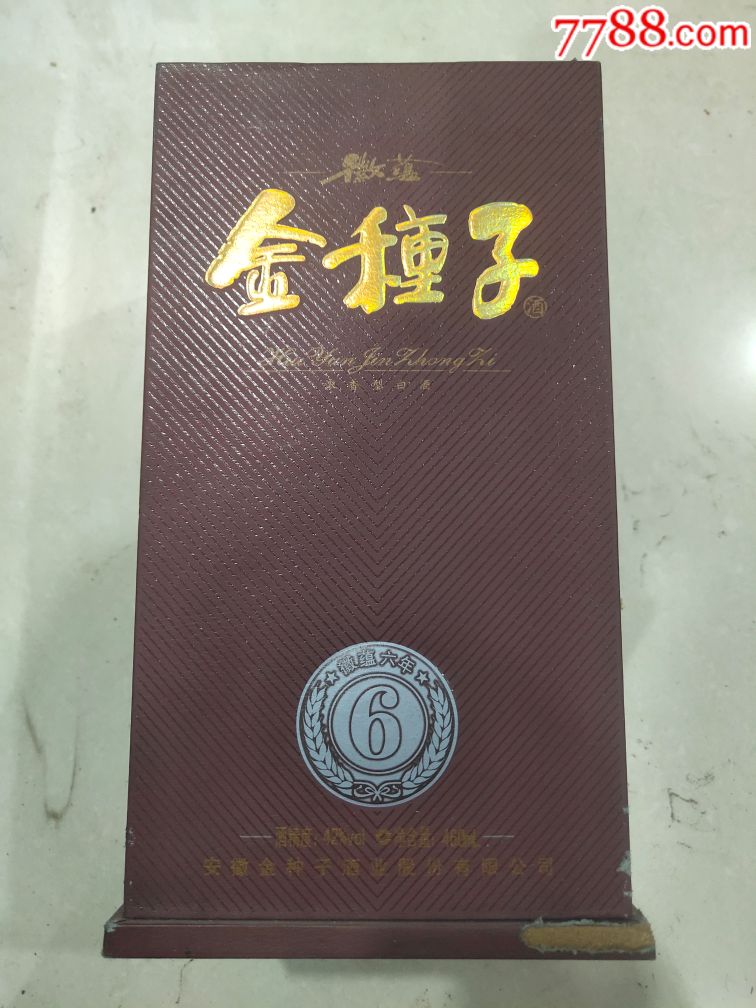 7788.com
徽蕴
金種子
酒
Hui Yun Jin Zhong Zi
浓香型白酒
徽蕴六年
6
酒精度:42%vol 净含量:460mL
安徽金种子酒业股份有限公司